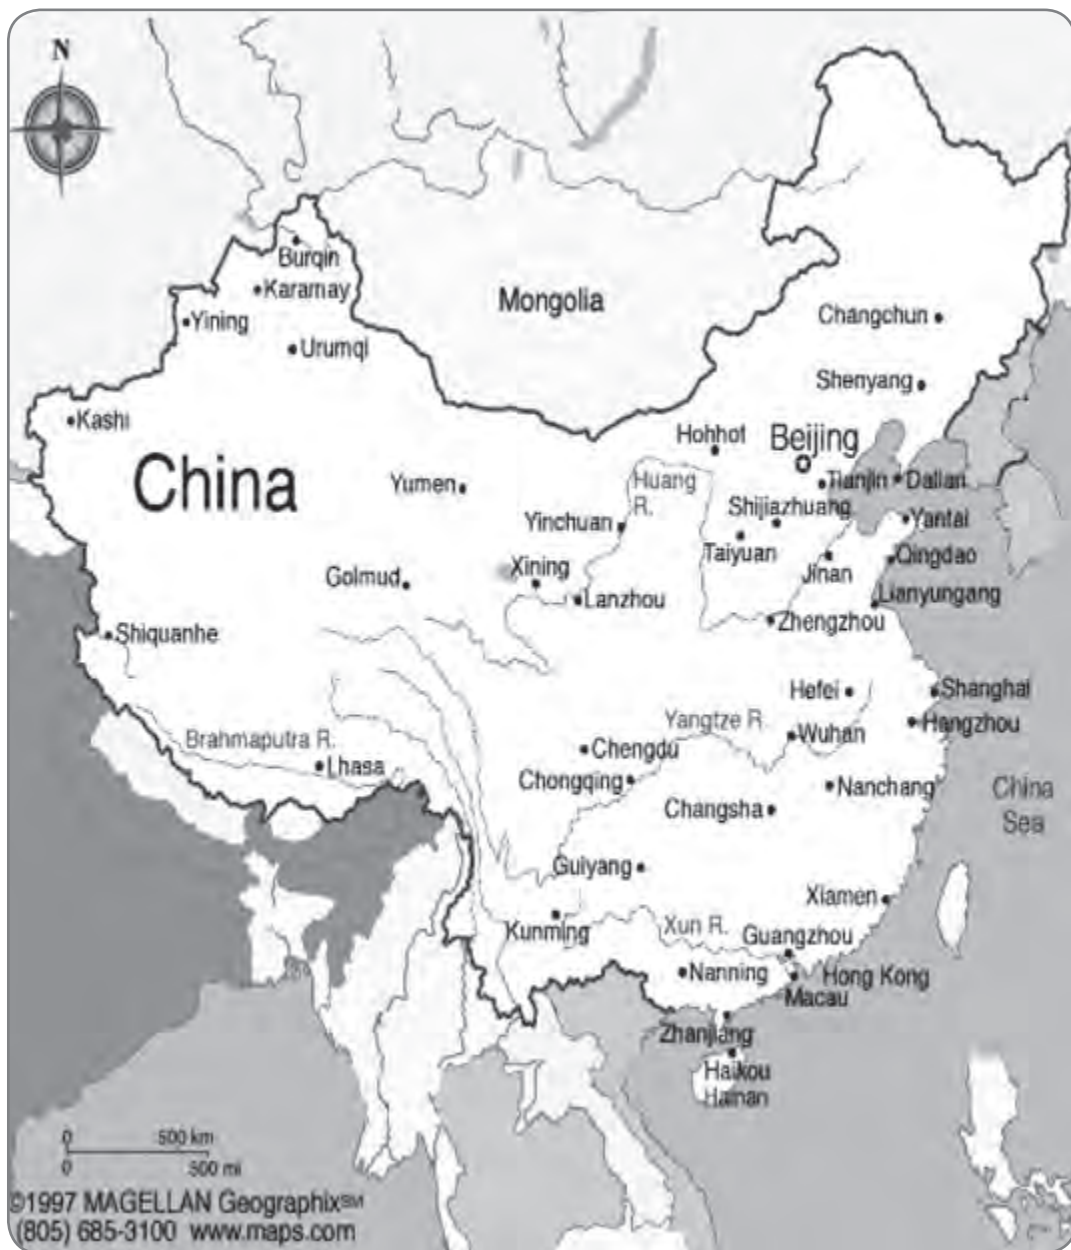 N
Burqin
Karamay
Mongolia
Yining
Changchun
Urumqi
Shenyang
Kashi
Hohhot
Beijing
China
Yumen
Huang
R.
Tianjin
Dalian
Shijiazhuang
Yinchuan
Yantai
Taiyuan
Xining
Qingdao
Golmud
Jinan
Lanzhou
Lianyungang
Shiquanhe
Zhengzhou
Hefei
Shanghai
Yangtze R.
Hangzhou
Brahmaputra R.
Wuhan
Chengdu
Lhasa
Chongqing
Nanchang
China
Sea
Changsha
Guiyang
Xiamen
Kunming
Xun R.
Guangzhou
Nanning
Hong Kong
Macau
Zhanjiang
Haikou
Hainan
0 500 km
0 500 mi
©1997 MAGELLAN Geographix℠
(805) 685-3100 www.maps.com